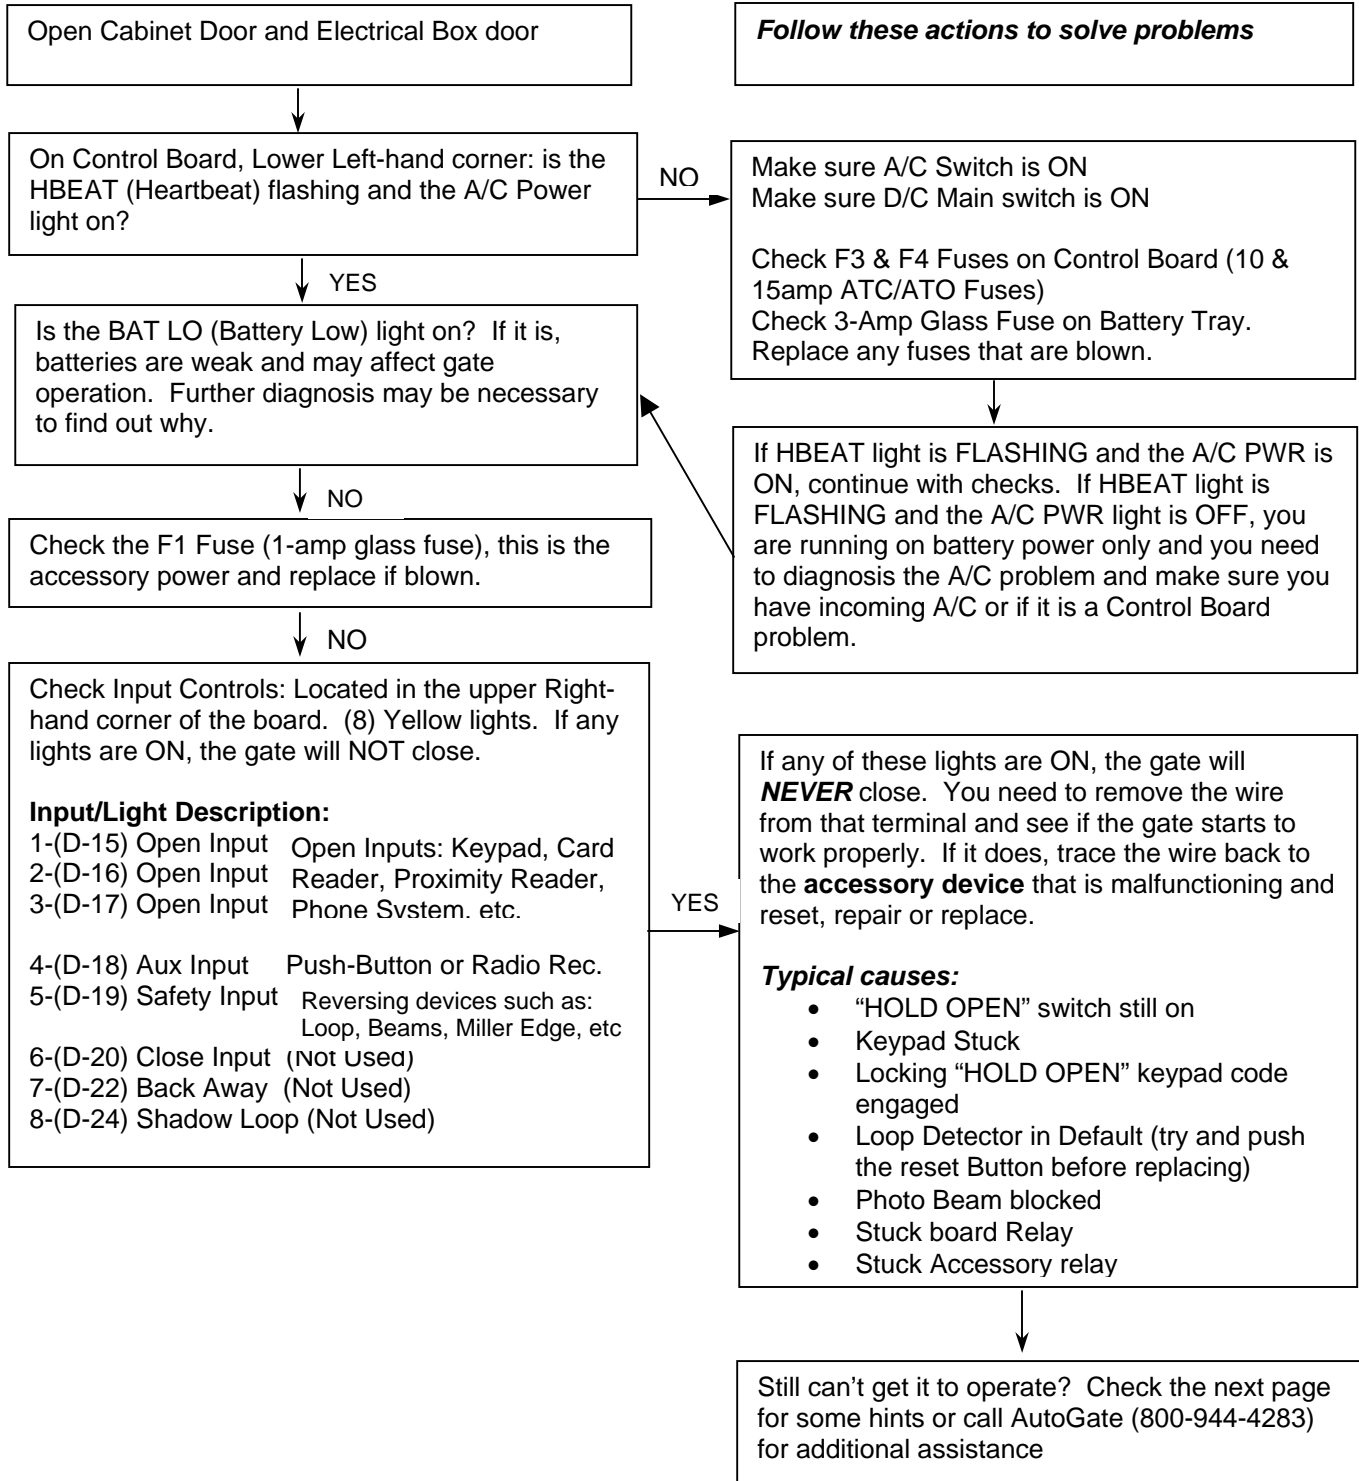 Open Cabinet Door and Electrical Box door
Follow these actions to solve problems
On Control Board, Lower Left-hand corner: is the
HBEAT (Heartbeat) flashing and the A/C Power
light on?
NO
Make sure A/C Switch is ON
Make sure D/C Main switch is ON
Check F3 & F4 Fuses on Control Board (10 &
15amp ATC/ATO Fuses)
Check 3-Amp Glass Fuse on Battery Tray.
Replace any fuses that are blown.
YES
Is the BAT LO (Battery Low) light on?  If it is,
batteries are weak and may affect gate
operation.  Further diagnosis may be necessary
to find out why.
If HBEAT light is FLASHING and the A/C PWR is
ON, continue with checks.  If HBEAT light is
FLASHING and the A/C PWR light is OFF, you
are running on battery power only and you need
to diagnosis the A/C problem and make sure you
have incoming A/C or if it is a Control Board
problem.
NO
Check the F1 Fuse (1-amp glass fuse), this is the
accessory power and replace if blown.
NO
Check Input Controls: Located in the upper Right-
hand corner of the board.  (8) Yellow lights.  If any
lights are ON, the gate will NOT close.
Input/Light Description:
1-(D-15) Open Input
2-(D-16) Open Input
3-(D-17) Open Input
Open Inputs: Keypad, Card
Reader, Proximity Reader,
Phone System, etc.
4-(D-18) Aux Input    Push-Button or Radio Rec.
5-(D-19) Safety Input
Reversing devices such as:
Loop, Beams, Miller Edge, etc
6-(D-20) Close Input  (Not Used)
7-(D-22) Back Away  (Not Used)
8-(D-24) Shadow Loop (Not Used)
YES
If any of these lights are ON, the gate will
NEVER close.  You need to remove the wire
from that terminal and see if the gate starts to
work properly.  If it does, trace the wire back to
the accessory device that is malfunctioning and
reset, repair or replace.
Typical causes:
• “HOLD OPEN” switch still on
• Keypad Stuck
• Locking “HOLD OPEN” keypad code
engaged
• Loop Detector in Default (try and push
the reset Button before replacing)
• Photo Beam blocked
• Stuck board Relay
• Stuck Accessory relay
Still can’t get it to operate?  Check the next page
for some hints or call AutoGate (800-944-4283)
for additional assistance